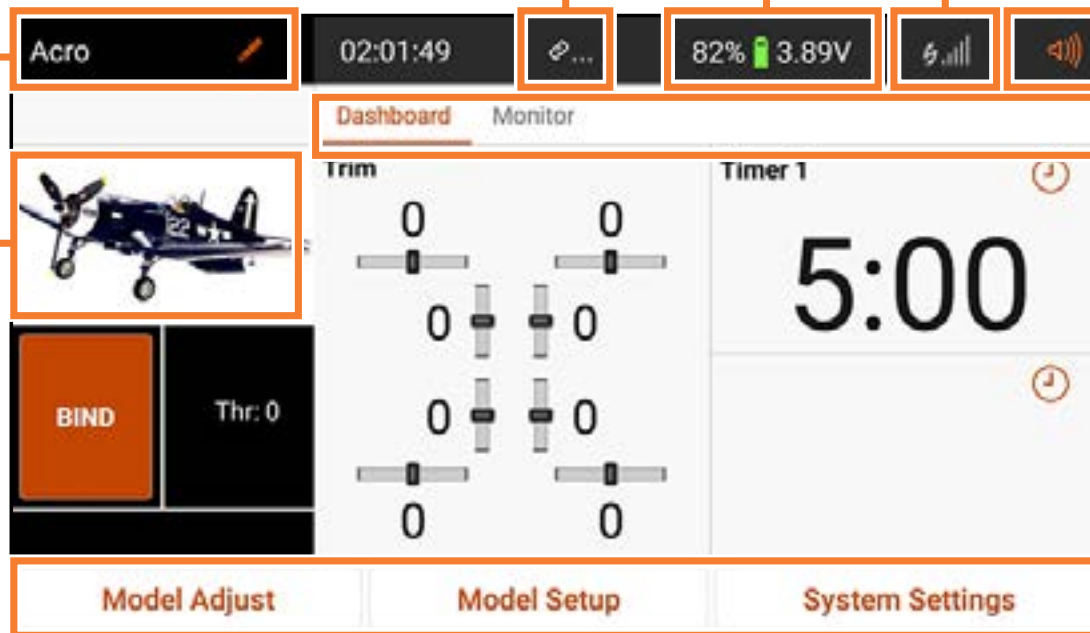 Acro 02:01:49 ... 82% 3.89V
Dashboard Monitor
Trim Timer 1
0 0
5:00
0 0
BIND Thr: 0
0 0
0 0
Model Adjust Model Setup System Settings